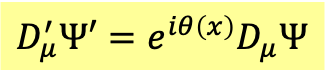 D′_μΨ′ = e^{iθ(x)}D_μΨ